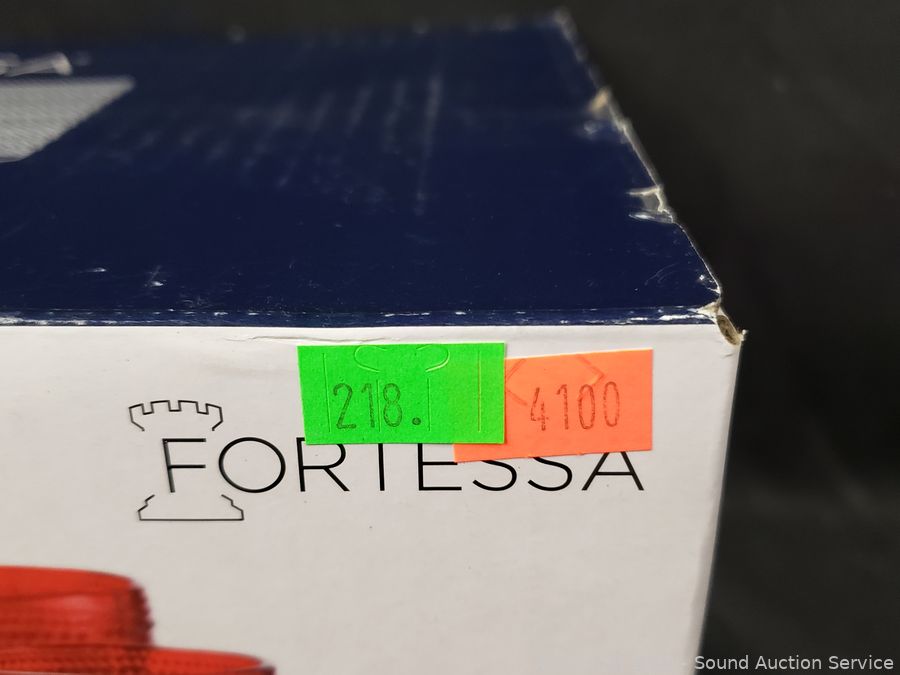 218.
4100
FORTESSA
Sound Auction Service